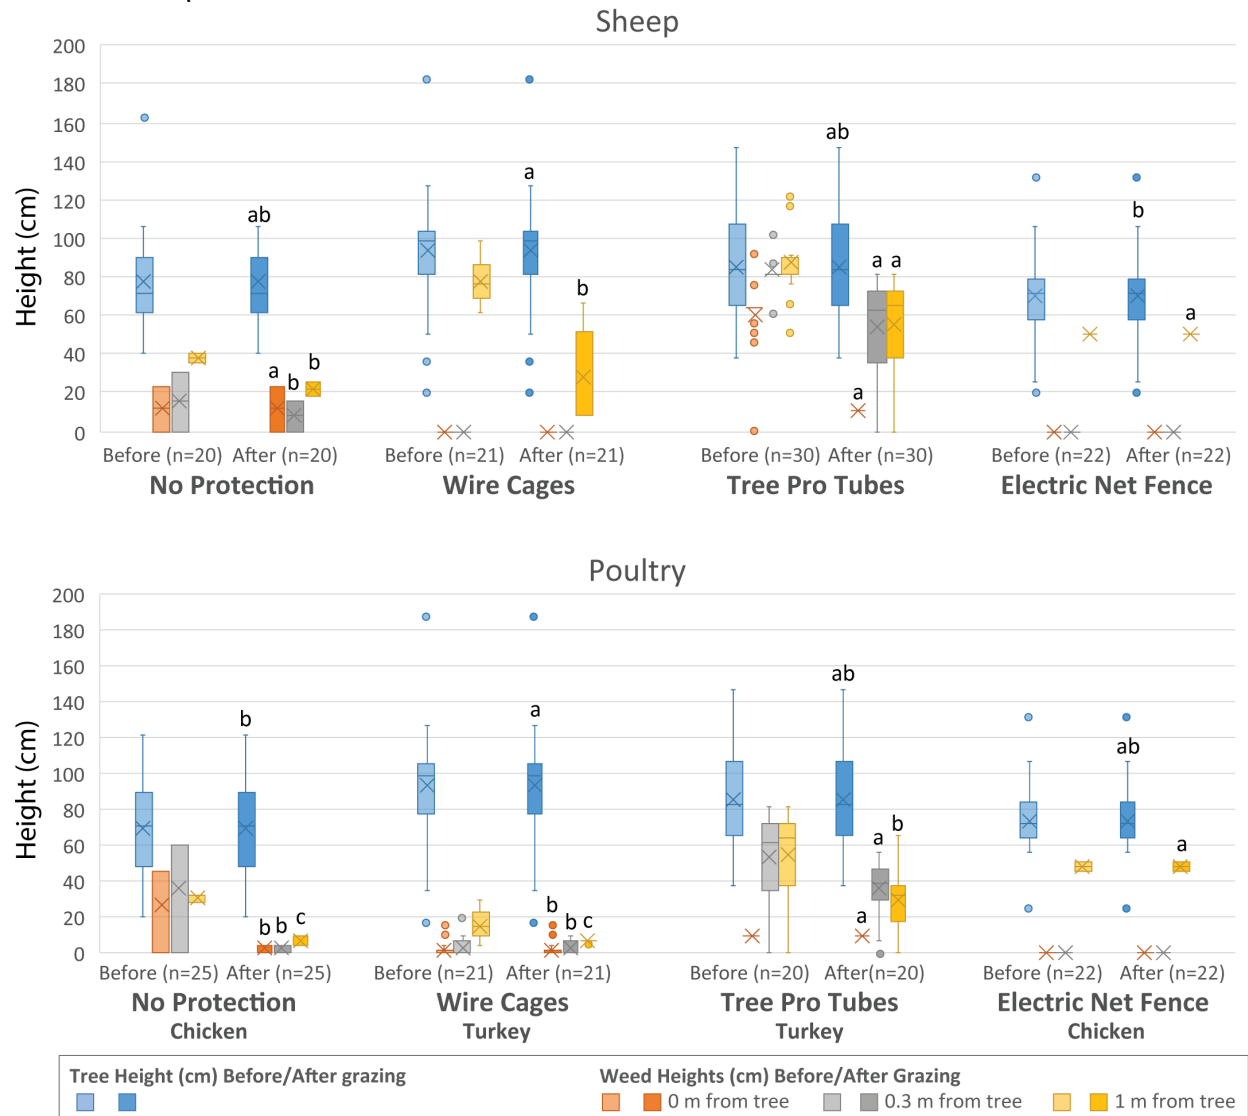 Sheep
200
180
160
140
120
100
80
60
40
20
0
Height (cm)
ab
a
b
b
a
b
a
ab
a
a
b
a
Before (n=20) After (n=20)
Before (n=21) After (n=21)
Before (n=30) After (n=30)
Before (n=22) After (n=22)
No Protection
Wire Cages
Tree Pro Tubes
Electric Net Fence
Poultry
200
180
160
140
120
100
80
60
40
20
0
Height (cm)
b
b
b
c
a
b
b
c
ab
a
a
b
ab
a
Before (n=25) After (n=25)
Before (n=21) After (n=21)
Before (n=20) After(n=20)
Before (n=22) After (n=22)
No Protection
Wire Cages
Tree Pro Tubes
Electric Net Fence
Chicken
Turkey
Turkey
Chicken
Tree Height (cm) Before/After grazing
Weed Heights (cm) Before/After Grazing
0 m from tree
0.3 m from tree
1 m from tree